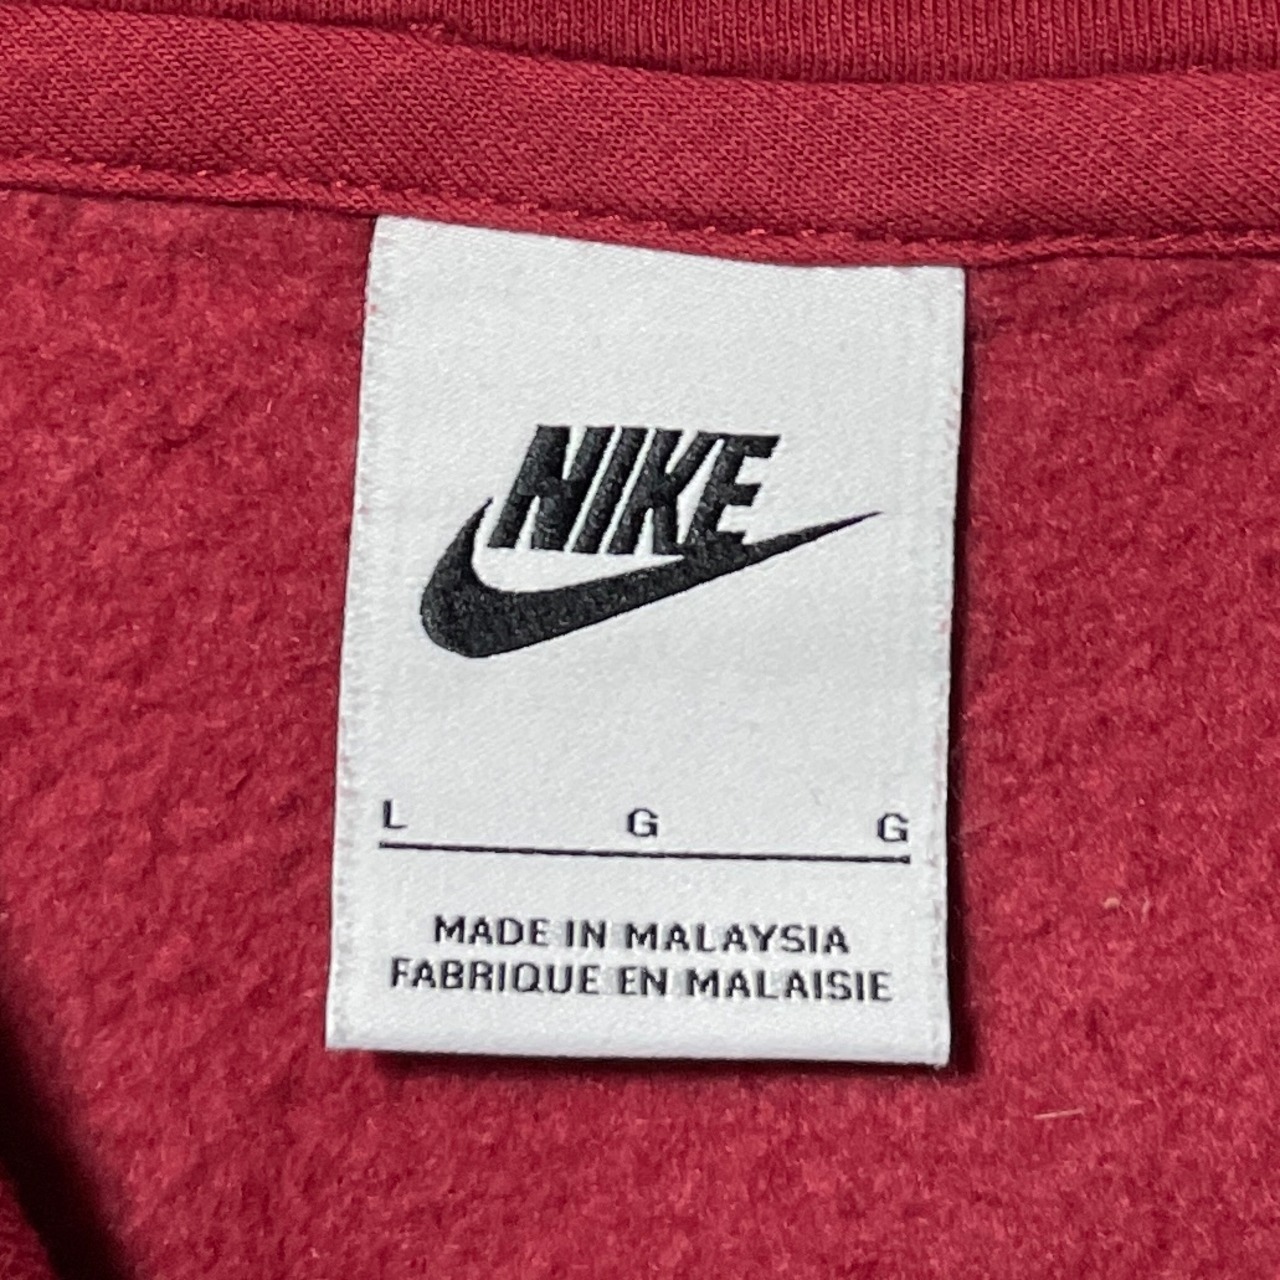 NIKE
L G G
MADE IN MALAYSIA
FABRIQUE EN MALAISIE